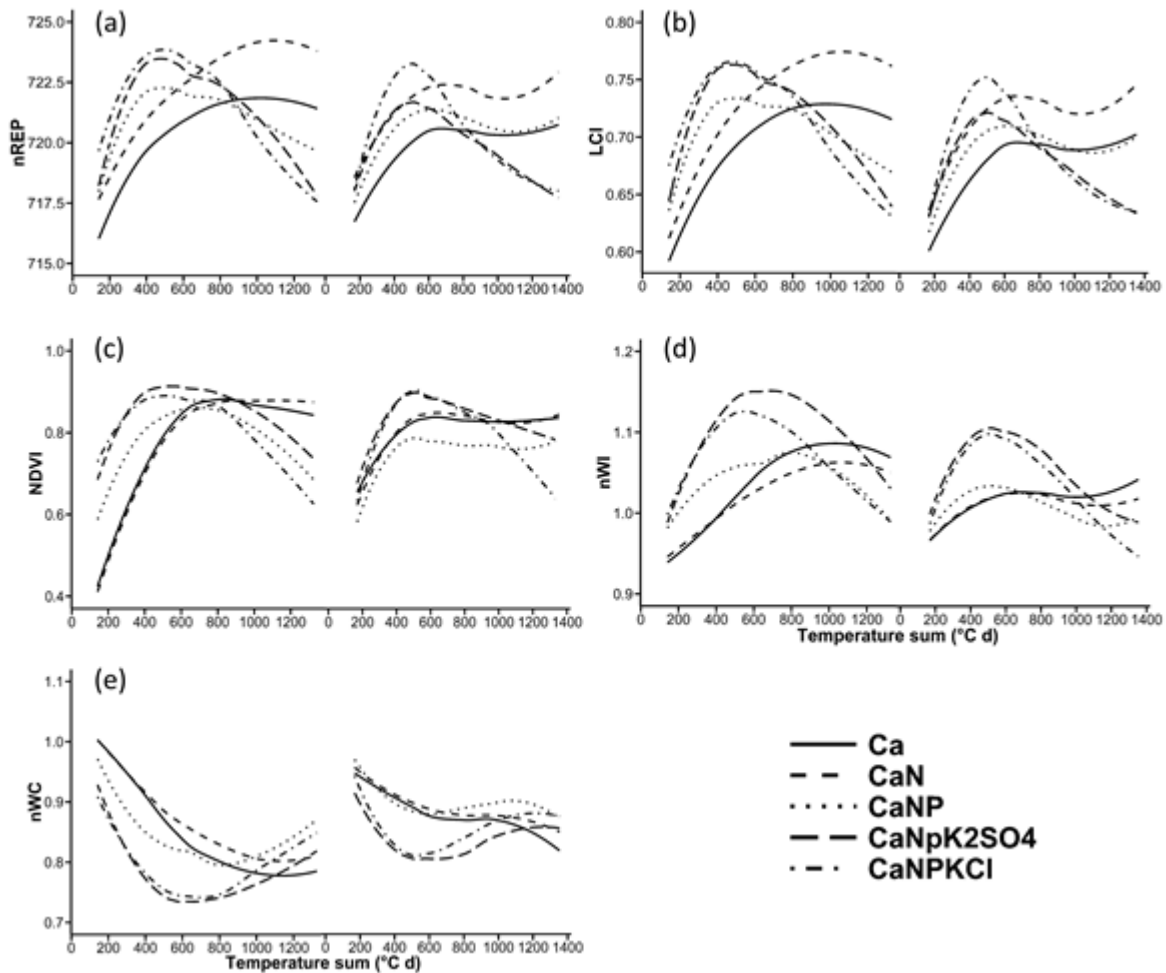 (a)
nREP
725.0
722.5
720.0
717.5
715.0
0 200 400 600 800 1000 1200 0 200 400 600 800 1000 1200 1400
(b)
LCI
0.80
0.75
0.70
0.65
0.60
0 200 400 600 800 1000 1200 0 200 400 600 800 1000 1200 1400
(c)
NDVI
1.0
0.8
0.6
0.4
0 200 400 600 800 1000 1200 0 200 400 600 800 1000 1200 1400
(d)
nWI
1.2
1.1
1.0
0.9
200 400 600 800 1000 1200 0 200 400 600 800 1000 1200 1400
Temperature sum (°C d)
(e)
nWC
1.1
1.0
0.9
0.8
0.7
0 200 400 600 800 1000 1200 0 200 400 600 800 1000 1200 1400
Temperature sum (°C d)
Ca
CaN
CaNP
CaNpK2SO4
CaNPKCl